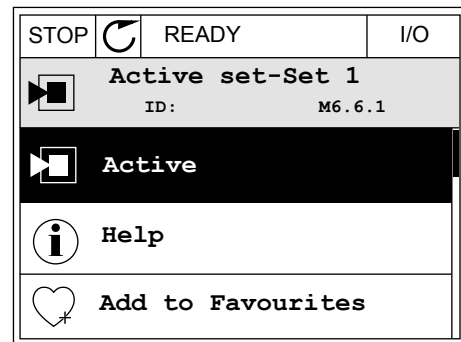 STOP READY I/O
Active set-Set 1
ID: M6.6.1
Active
Help
Add to Favourites